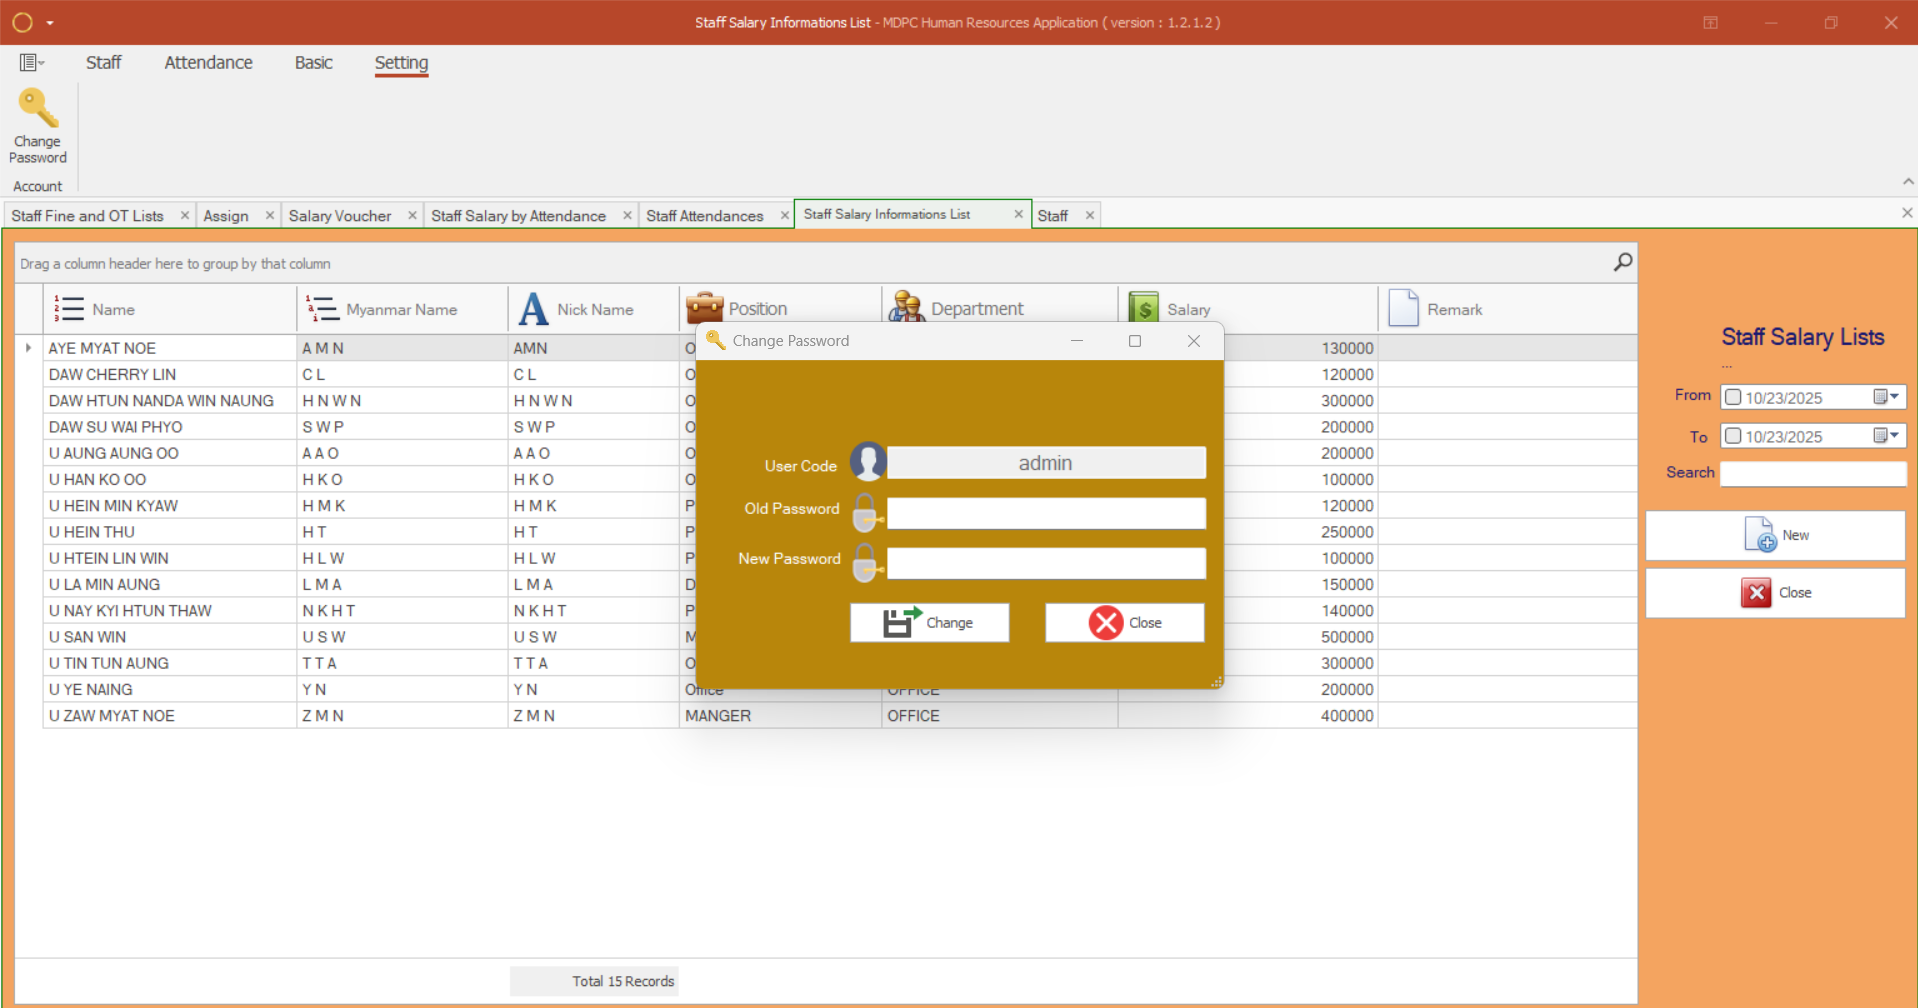 Staff Salary Informations List - MDPC Human Resources Application ( version : 1.2.1.2 )
Staff Attendance Basic Setting
Change
Password
Account
Staff Fine and OT Lists Assign Salary Voucher Staff Salary by Attendance Staff Attendances Staff Salary Informations List Staff
Drag a column header here to group by that column
Name Myanmar Name Nick Name Position Department Salary Remark
AYE MYAT NOE A M N AMN O 130000
DAW CHERRY LIN C L C L O 120000
DAW HTUN NANDA WIN NAUNG H N W N H N W N O 300000
DAW SU WAI PHYO S W P S W P O 200000
U AUNG AUNG OO A A O A A O O 200000
U HAN KO OO H K O H K O O 100000
U HEIN MIN KYAW H M K H M K P 120000
U HEIN THU H T H T P 250000
U HTEIN LIN WIN H L W H L W P 100000
U LA MIN AUNG L M A L M A D 150000
U NAY KYI HTUN THAW N K H T N K H T P 140000
U SAN WIN U S W U S W M 500000
U TIN TUN AUNG T T A T T A O 300000
U YE NAING Y N Y N Office OFFICE 200000
U ZAW MYAT NOE Z M N Z M N MANGER OFFICE 400000
Total 15 Records
Change Password
User Code admin
Old Password
New Password
Change Close
Staff Salary Lists
...
From 10/23/2025
To 10/23/2025
Search
New
Close